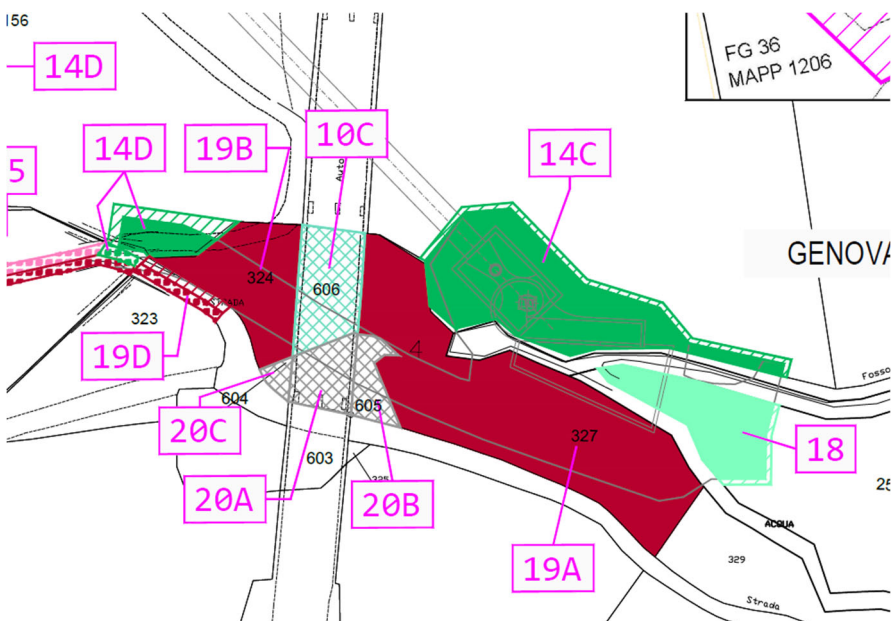 156
14D
FG 36
MAPP 1206
14D
19B
10C
14C
5
Auto
GENOVA
324
606
STRADA
323
4
19D
Fosso
604
605
327
20C
603
18
20A
20B
25
ACQUA
19A
329
Strada